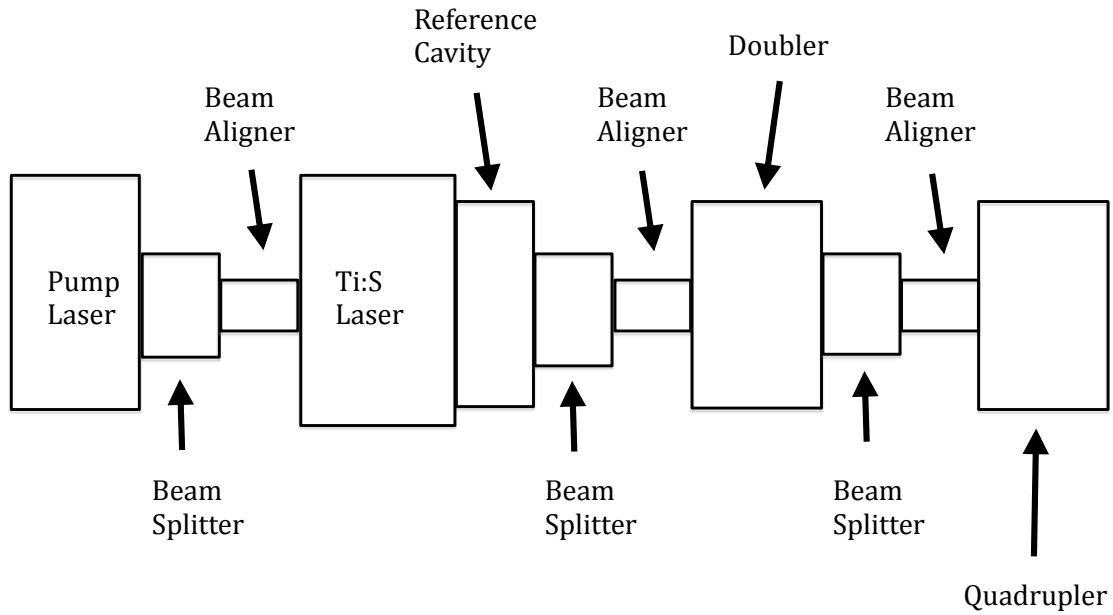 Reference
Cavity
Doubler
Beam
Aligner
Beam
Aligner
Beam
Aligner
Pump
Laser
Ti:S
Laser
Beam
Splitter
Beam
Splitter
Beam
Splitter
Quadrupler